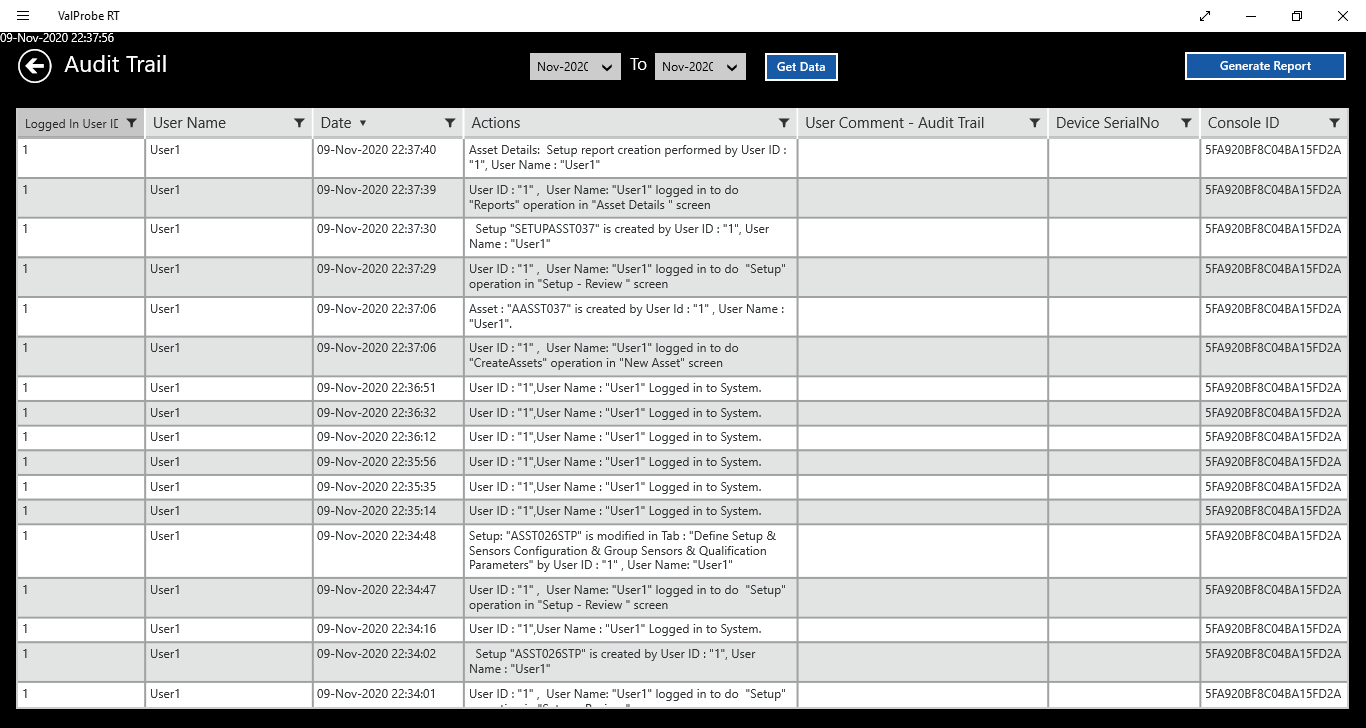 ValProbe RT
09-Nov-2020 22:37:56
Audit Trail
Nov-202
To
Nov-202
Get Data
Generate Report
Logged In User ID User Name Date Actions User Comment - Audit Trail Device SerialNo Console ID
1 User1 09-Nov-2020 22:37:40 Asset Details: Setup report creation performed by User ID : 5FA920BF8C04BA15FD2A
"1", User Name : "User1"
1 User1 09-Nov-2020 22:37:39 User ID : "1" , User Name: "User1" logged in to do 5FA920BF8C04BA15FD2A
"Reports" operation in "Asset Details " screen
1 User1 09-Nov-2020 22:37:30 Setup "SETUPASST037" is created by User ID : "1", User 5FA920BF8C04BA15FD2A
Name : "User1"
1 User1 09-Nov-2020 22:37:29 User ID : "1" , User Name: "User1" logged in to do "Setup" 5FA920BF8C04BA15FD2A
operation in "Setup - Review " screen
1 User1 09-Nov-2020 22:37:06 Asset : "AASST037" is created by User Id : "1" , User Name : 5FA920BF8C04BA15FD2A
"User1".
1 User1 09-Nov-2020 22:37:06 User ID : "1" , User Name: "User1" logged in to do 5FA920BF8C04BA15FD2A
"CreateAssets" operation in "New Asset" screen
1 User1 09-Nov-2020 22:36:51 User ID : "1",User Name : "User1" Logged in to System. 5FA920BF8C04BA15FD2A
1 User1 09-Nov-2020 22:36:32 User ID : "1",User Name : "User1" Logged in to System. 5FA920BF8C04BA15FD2A
1 User1 09-Nov-2020 22:36:12 User ID : "1",User Name : "User1" Logged in to System. 5FA920BF8C04BA15FD2A
1 User1 09-Nov-2020 22:35:56 User ID : "1",User Name : "User1" Logged in to System. 5FA920BF8C04BA15FD2A
1 User1 09-Nov-2020 22:35:35 User ID : "1",User Name : "User1" Logged in to System. 5FA920BF8C04BA15FD2A
1 User1 09-Nov-2020 22:35:14 User ID : "1",User Name : "User1" Logged in to System. 5FA920BF8C04BA15FD2A
1 User1 09-Nov-2020 22:34:48 Setup: "ASST026STP" is modified in Tab : "Define Setup & 5FA920BF8C04BA15FD2A
Sensors Configuration & Group Sensors & Qualification
Parameters" by User ID : "1" , User Name: "User1"
1 User1 09-Nov-2020 22:34:47 User ID : "1" , User Name: "User1" logged in to do "Setup" 5FA920BF8C04BA15FD2A
operation in "Setup - Review " screen
1 User1 09-Nov-2020 22:34:16 User ID : "1",User Name : "User1" Logged in to System. 5FA920BF8C04BA15FD2A
1 User1 09-Nov-2020 22:34:02 Setup "ASST026STP" is created by User ID : "1", User 5FA920BF8C04BA15FD2A
Name : "User1"
1 User1 09-Nov-2020 22:34:01 User ID : "1" , User Name: "User1" logged in to do "Setup" 5FA920BF8C04BA15FD2A